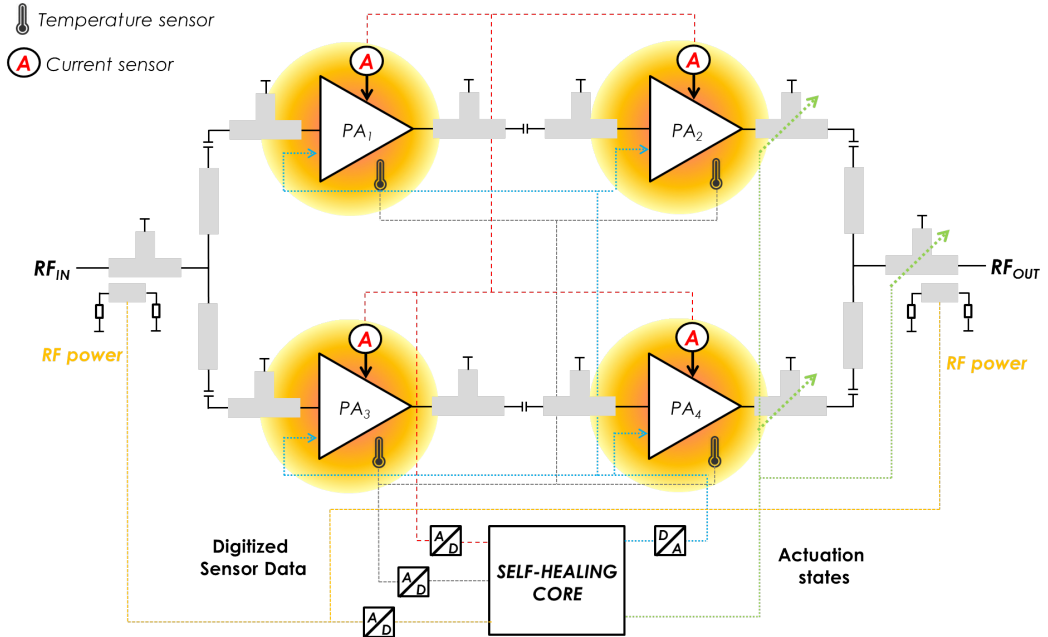 Temperature sensor
A Current sensor
A
A
PA1
PA2
RFIN
RFOUT
A
A
RF power
RF power
PA3
PA4
A/D
D/A
Digitized
Sensor Data
SELF-HEALING
CORE
Actuation
states
A/D
A/D